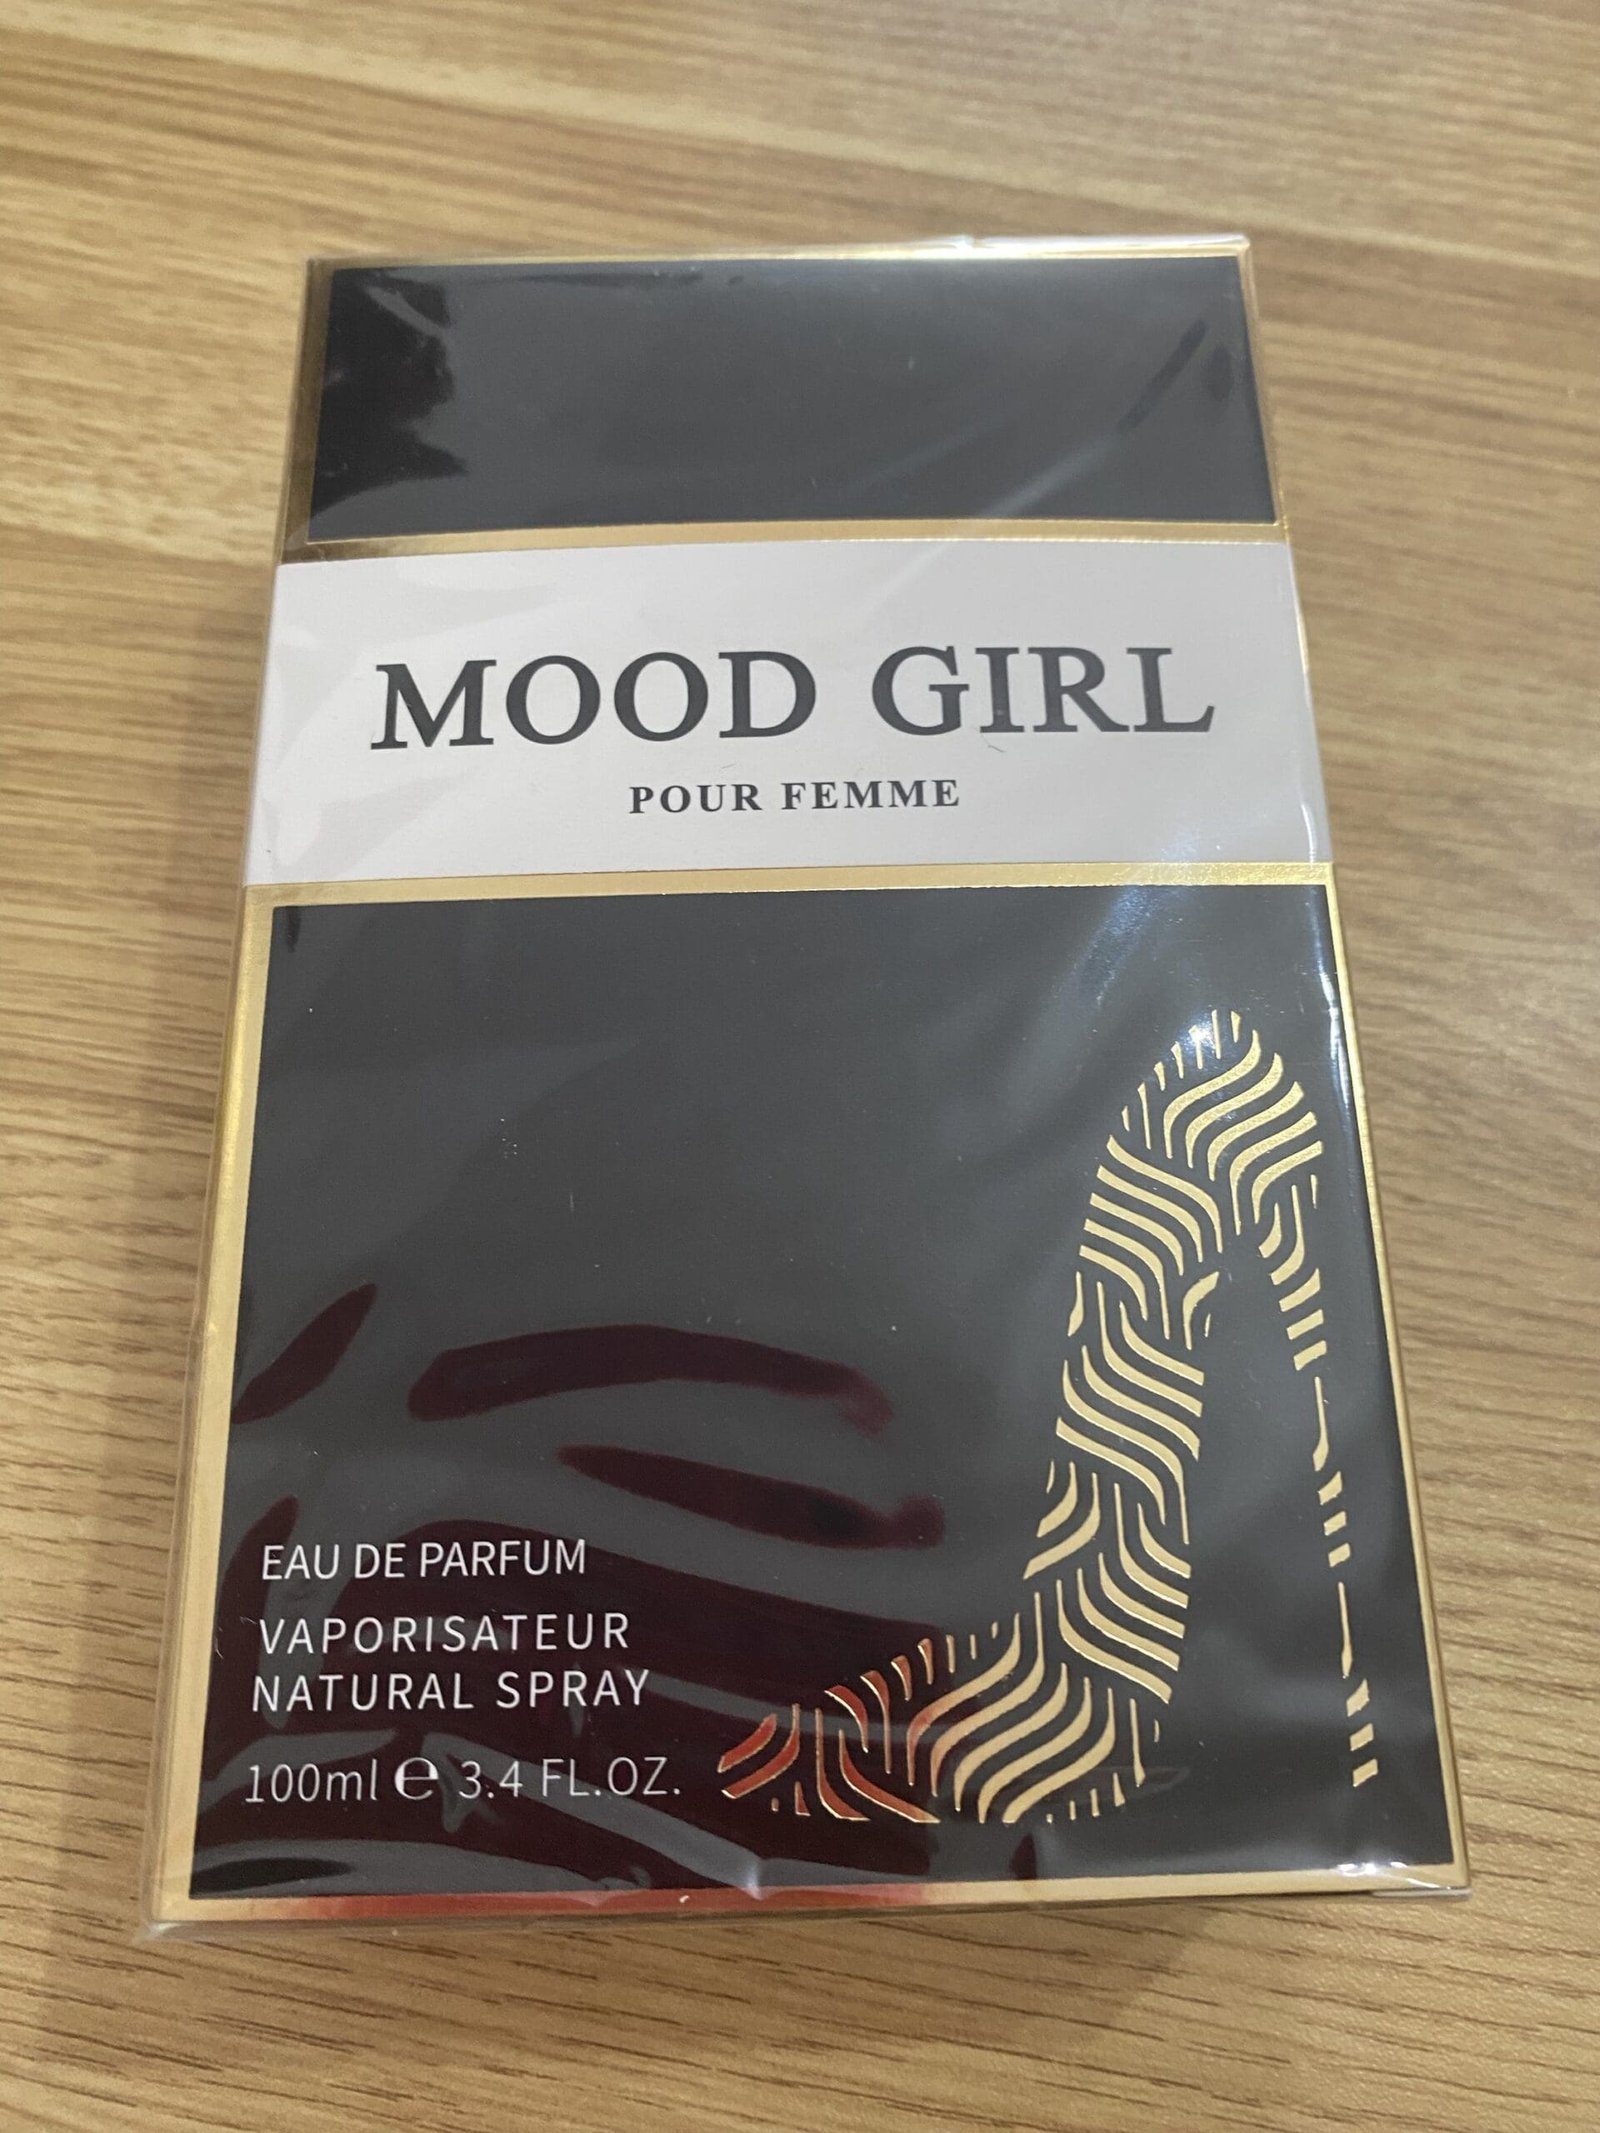 MOOD GIRL
POUR FEMME
EAU DE PARFUM
VAPORISATEUR
NATURAL SPRAY
100ml ℮ 3.4 FL.OZ.